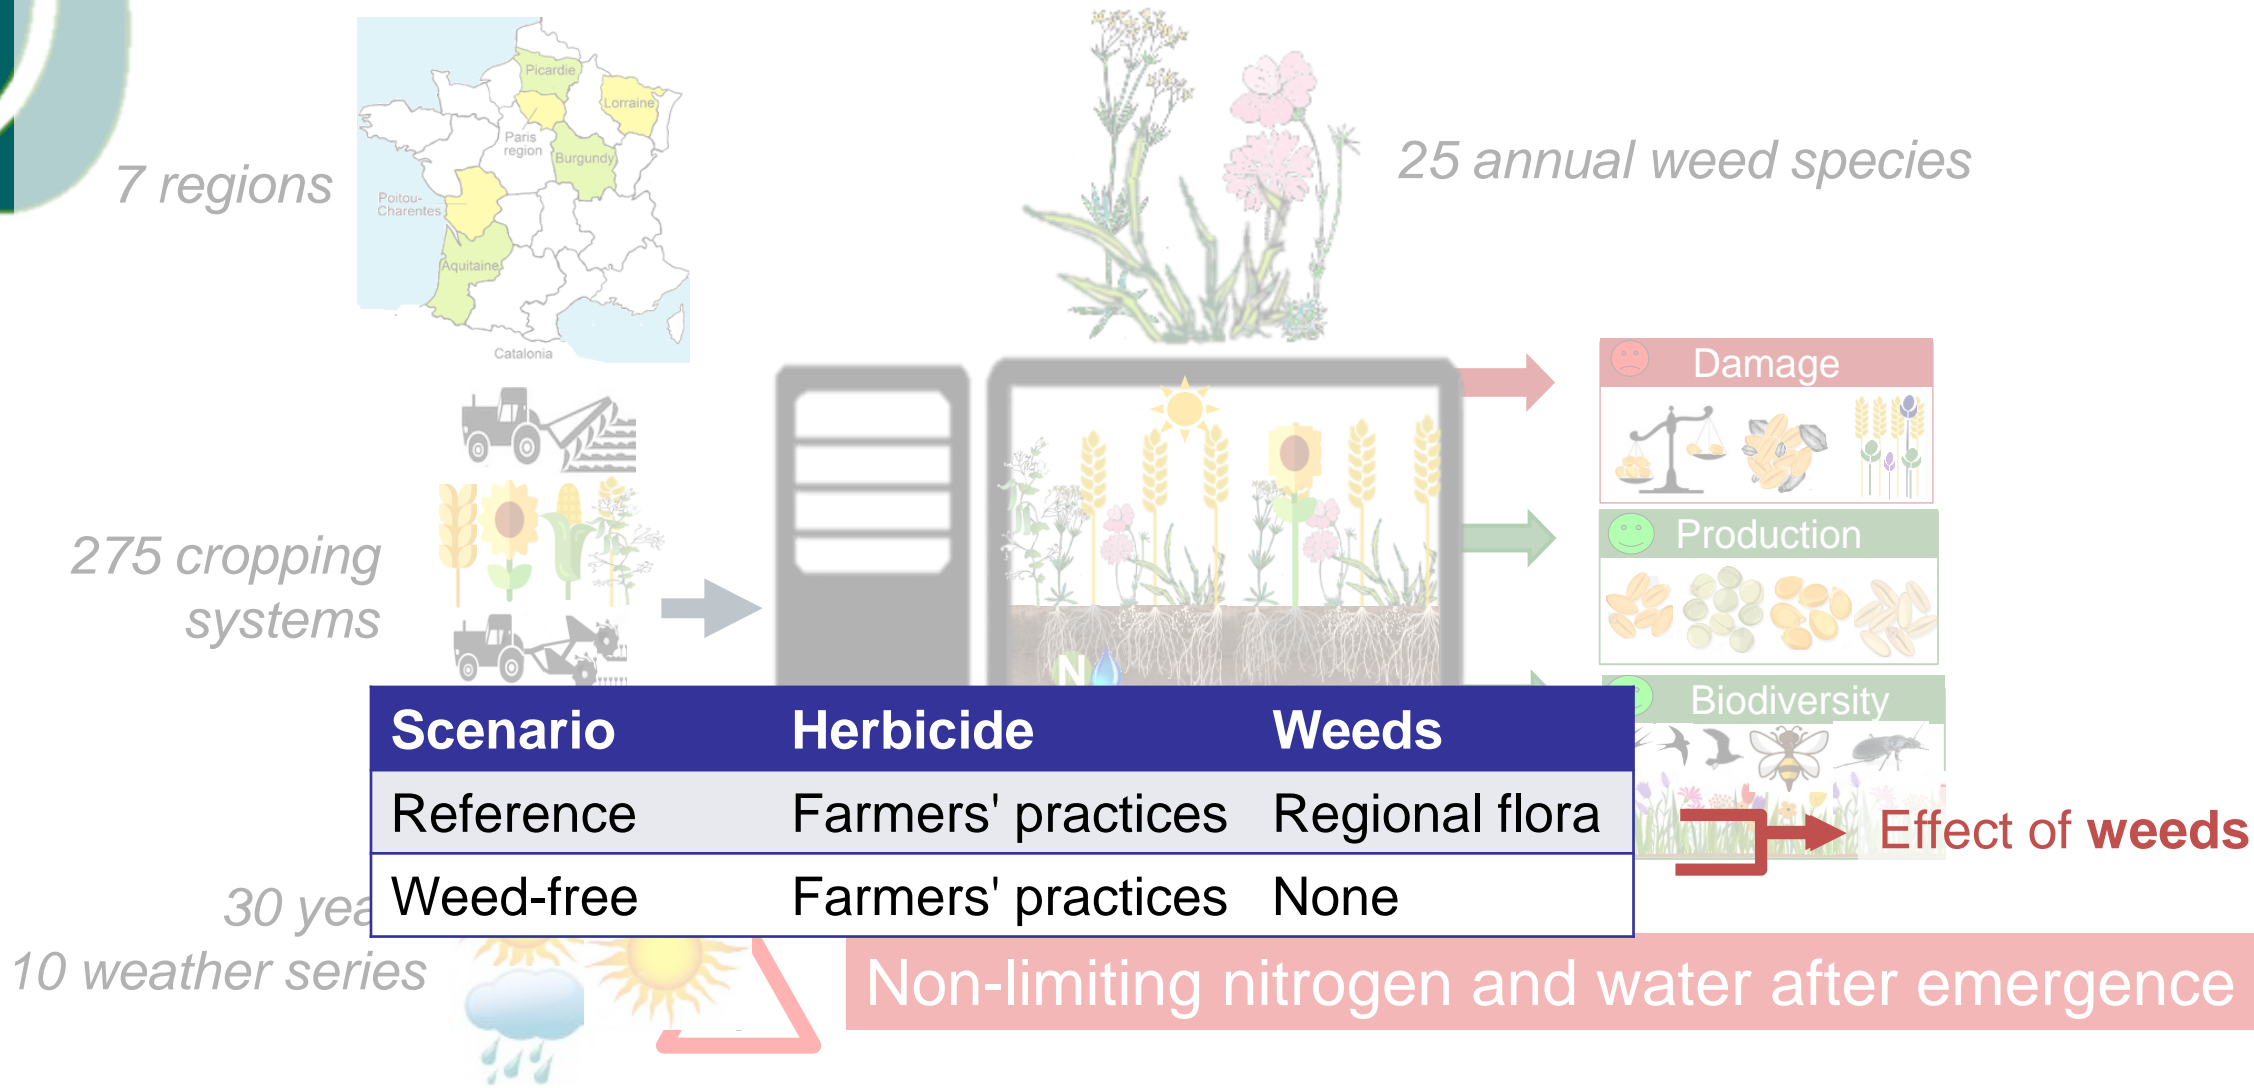 Picardie
Lorraine
Paris
region
Burgundy
Poitou-
Charentes
Aquitaine
Catalonia
7 regions
25 annual weed species
Damage
Production
Biodiversity
275 cropping
systems
N
Scenario Herbicide Weeds
Reference Farmers' practices Regional flora
Weed-free Farmers' practices None
Effect of weeds
30
10 weather series
Non-limiting nitrogen and water after emergence